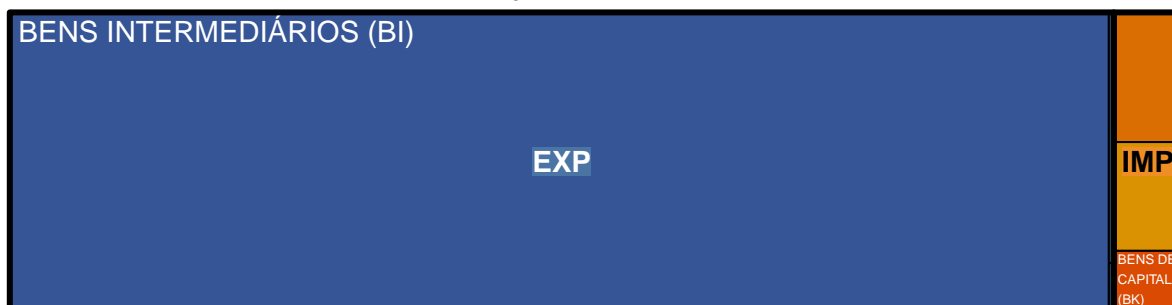 BENS INTERMEDIÁRIOS (BI)
EXP
IMP
BENS DE
CAPITAL
(BK)